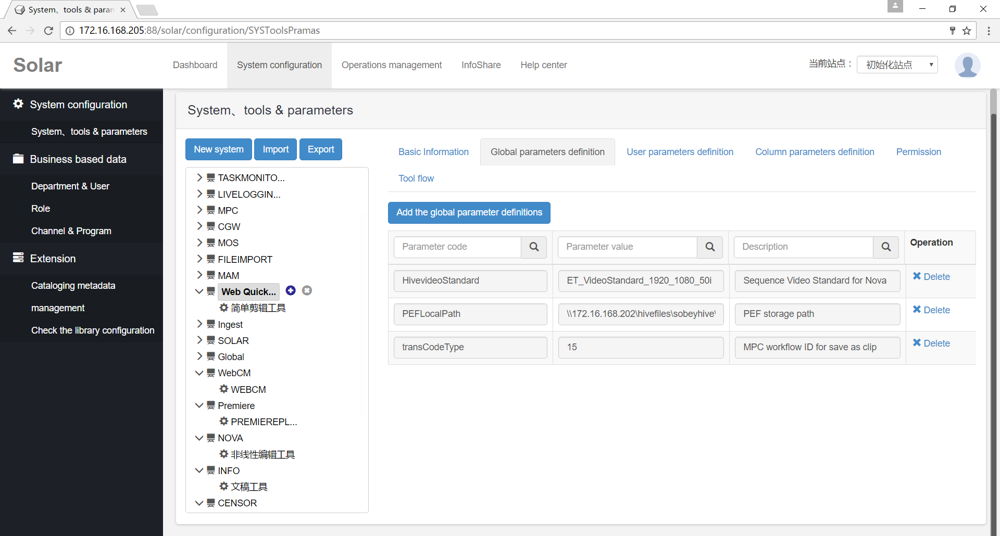 System、tools & paran
172.16.168.205:88/solar/configuration/SYSToolsPramas
Solar
Dashboard
System configuration
Operations management
InfoShare
Help center
当前站点：
初始化站点
System configuration
System、tools & parameters
Business based data
Department & User
Role
Channel & Program
Extension
Cataloging metadata
management
Check the library configuration
System、tools & parameters
New system
Import
Export
TASKMONITO...
LIVELOGGIN...
MPC
CGW
MOS
FILEIMPORT
MAM
Web Quick...
简单剪辑工具
Ingest
SOLAR
Global
WebCM
WEBCM
Premiere
PREMIEREPL...
NOVA
非线性编辑工具
INFO
文稿工具
CENSOR
Basic Information
Global parameters definition
User parameters definition
Column parameters definition
Permission
Tool flow
Add the global parameter definitions
Parameter code
Parameter value
Description
Operation
HivevideoStandard
ET_VideoStandard_1920_1080_50i
Sequence Video Standard for Nova
Delete
PEFLocalPath
\\172.16.168.202\hivefiles\sobeyhive\
PEF storage path
Delete
transCodeType
15
MPC workflow ID for save as clip
Delete